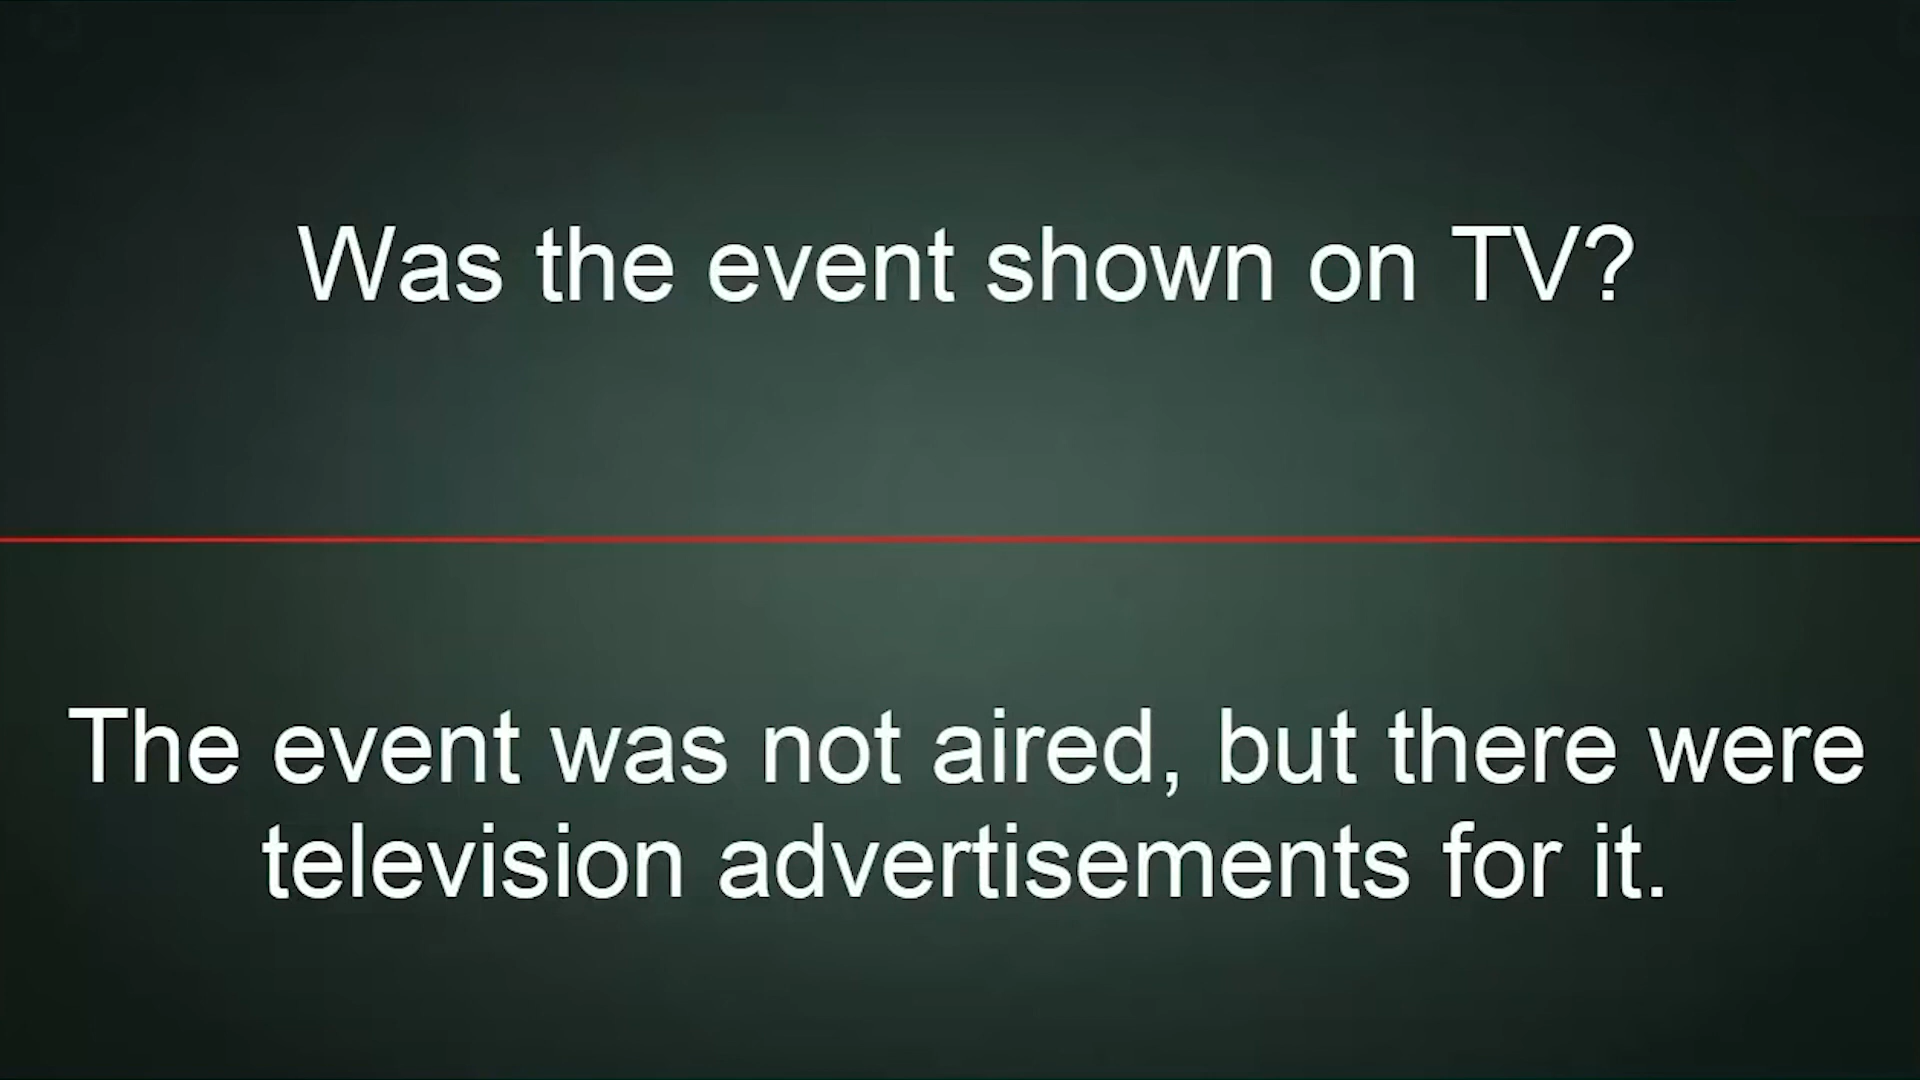 Was the event shown on TV?
The event was not aired, but there were
television advertisements for it.